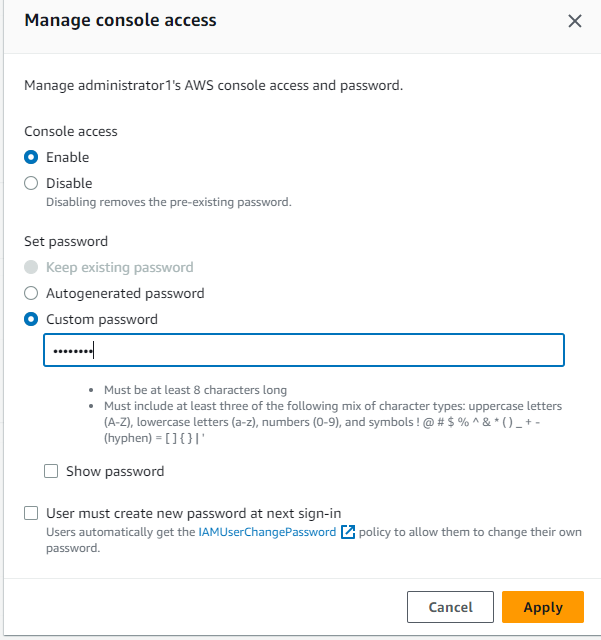 Manage console access
Manage administrator1's AWS console access and password.
Console access
Enable
Disable
Disabling removes the pre-existing password.
Set password
Keep existing password
Autogenerated password
Custom password
••••••••
• Must be at least 8 characters long
• Must include at least three of the following mix of character types: uppercase letters
(A-Z), lowercase letters (a-z), numbers (0-9), and symbols ! @ # $ % ^ & * ( ) _ + -
(hyphen) = [ ] { } | '
Show password
User must create new password at next sign-in
Users automatically get the IAMUserChangePassword policy to allow them to change their own
password.
Cancel
Apply